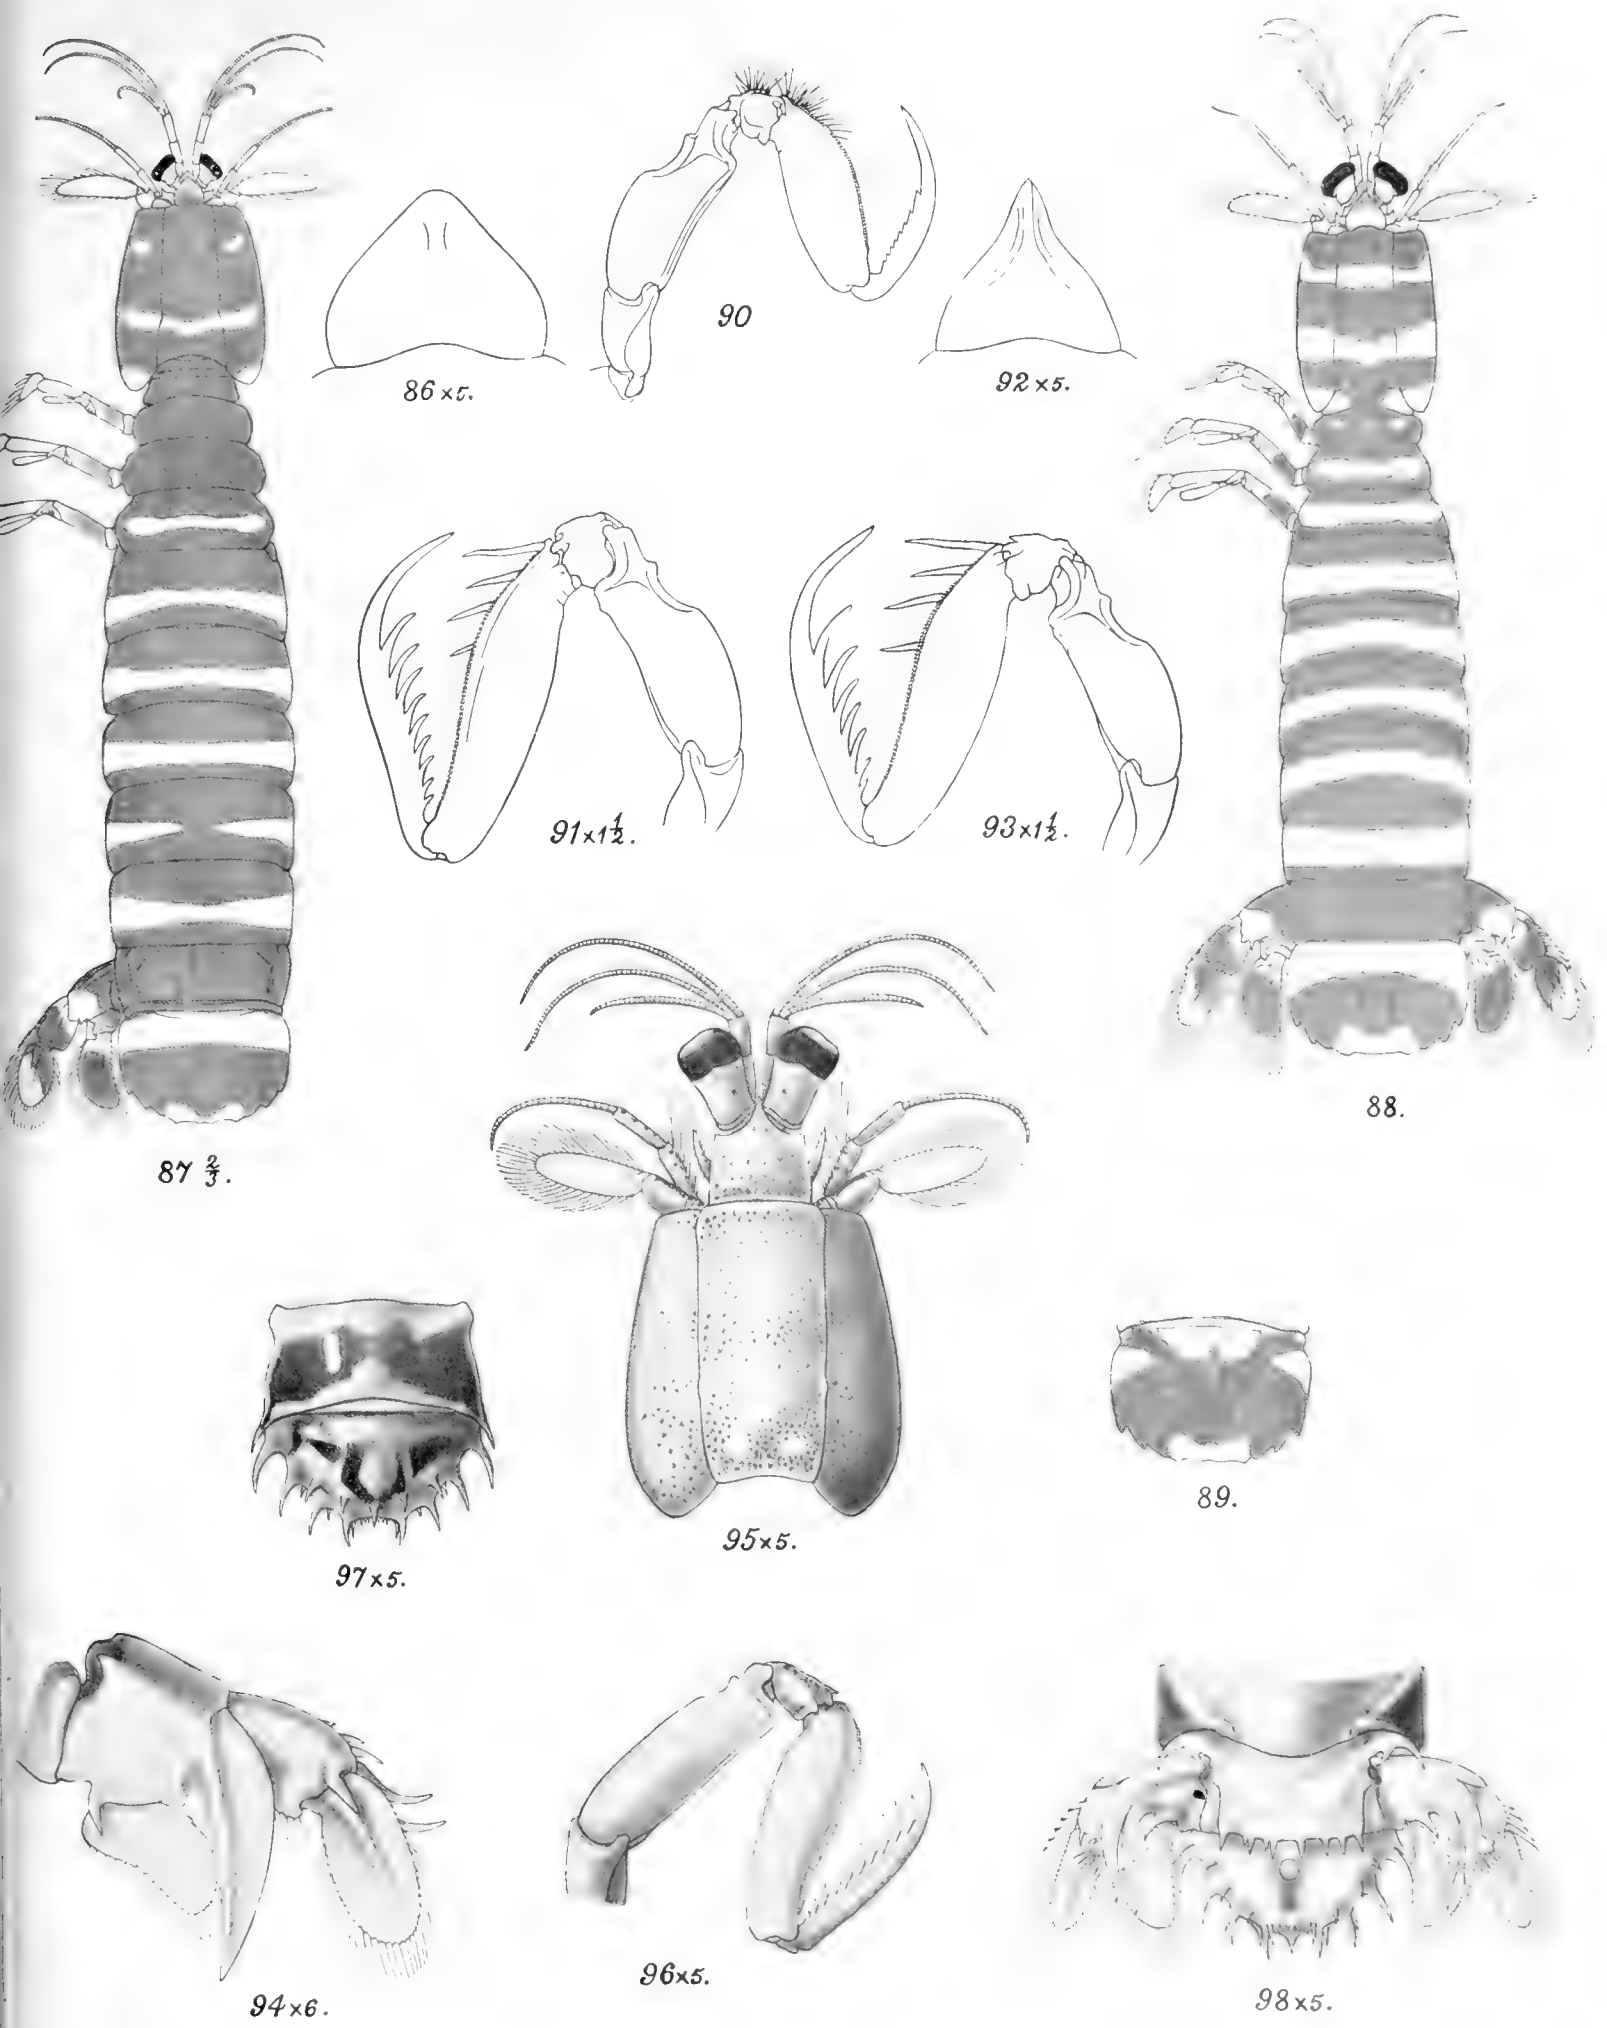 90
86 x 5.
92 x 5.
91 x 1½.
93 x 1½.
88.
87 ⅔.
89.
95 x 5.
97 x 5.
96 x 5.
94 x 6.
98 x 5.